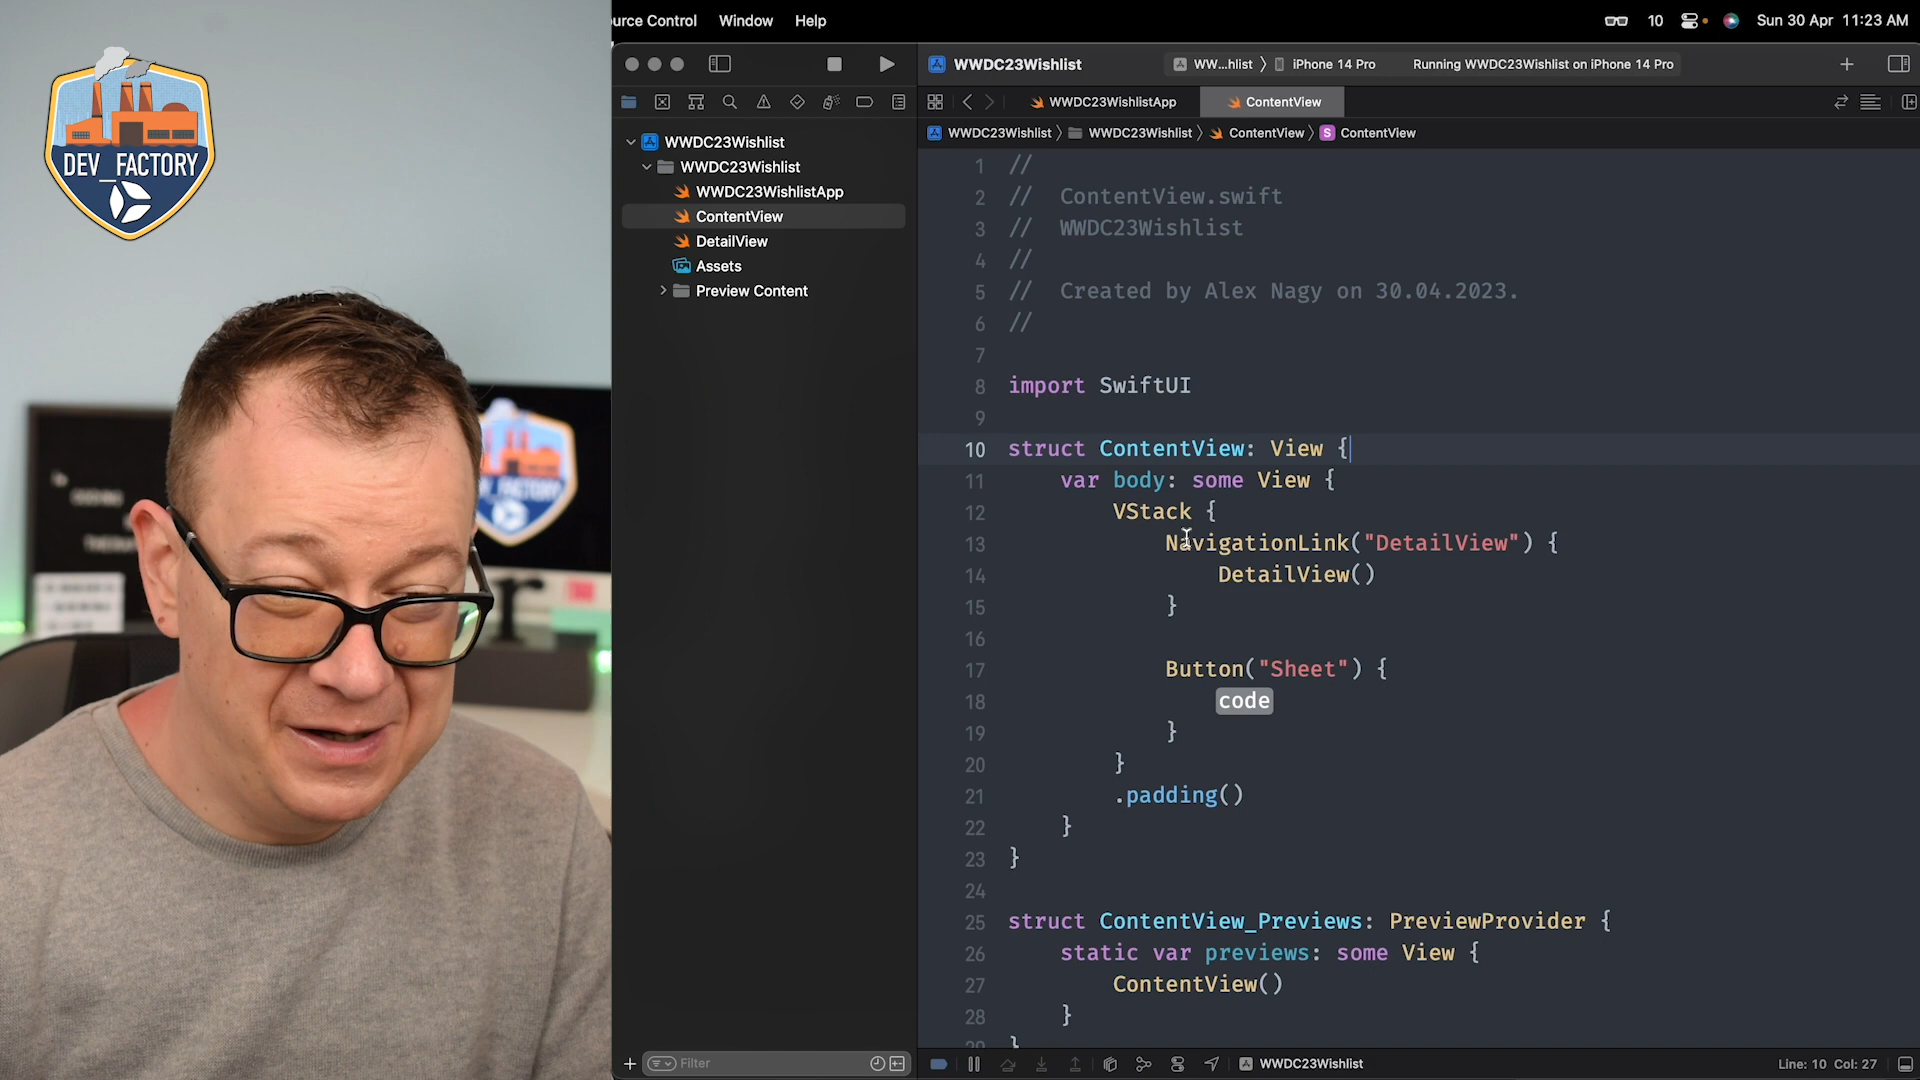 urce Control Window Help
10 Sun 30 Apr 11:23 AM
DEV_FACTORY
WWDC23Wishlist
WW...hlist iPhone 14 Pro
Running WWDC23Wishlist on iPhone 14 Pro
WWDC23WishlistApp
ContentView
WWDC23Wishlist WWDC23Wishlist ContentView S ContentView
WWDC23Wishlist
WWDC23Wishlist
WWDC23WishlistApp
ContentView
DetailView
Assets
Preview Content
1 //
2 // ContentView.swift
3 // WWDC23Wishlist
4 //
5 // Created by Alex Nagy on 30.04.2023.
6 //
7
8 import SwiftUI
9
10 struct ContentView: View {
11 var body: some View {
12 VStack {
13 NavigationLink("DetailView") {
14 DetailView()
15 }
16
17 Button("Sheet") {
18 code
19 }
20 }
21 .padding()
22 }
23 }
24
25 struct ContentView_Previews: PreviewProvider {
26 static var previews: some View {
27 ContentView()
28 }
29 }
Filter
WWDC23Wishlist
Line: 10 Col: 27